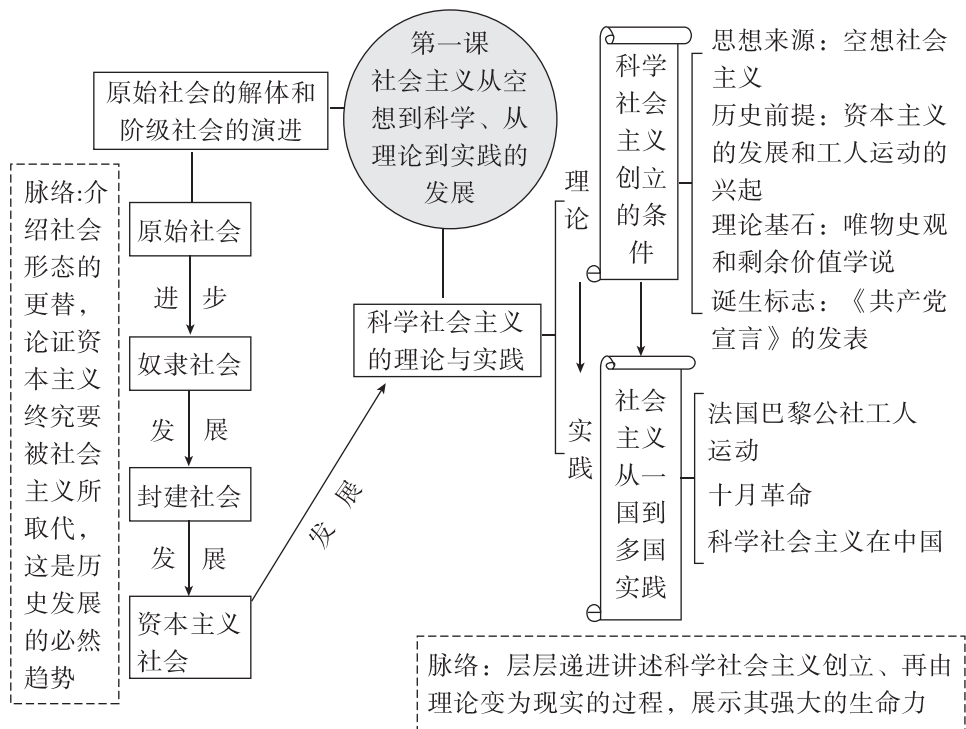 第一课
社会主义从空
想到科学、从
理论到实践的
发展
原始社会的解体和
阶级社会的演进
脉络:介
绍社会
形态的
更替,
论证资
本主义
终究要
被社会
主义所
取代,
这是历
史发展
的必然
趋势
原始社会
进 步
奴隶社会
发 展
封建社会
发 展
资本主义
社会
发 展
科学社会主义
的理论与实践
理
论
科学
社会
主义
创立
的条
件
思想来源：空想社会
主义
历史前提：资本主义
的发展和工人运动的
兴起
理论基石：唯物史观
和剩余价值学说
诞生标志：《共产党
宣言》的发表
实
践
社会
主义
从一
国到
多国
实践
法国巴黎公社工人
运动
十月革命
科学社会主义在中国
脉络：层层递进讲述科学社会主义创立、再由
理论变为现实的过程，展示其强大的生命力